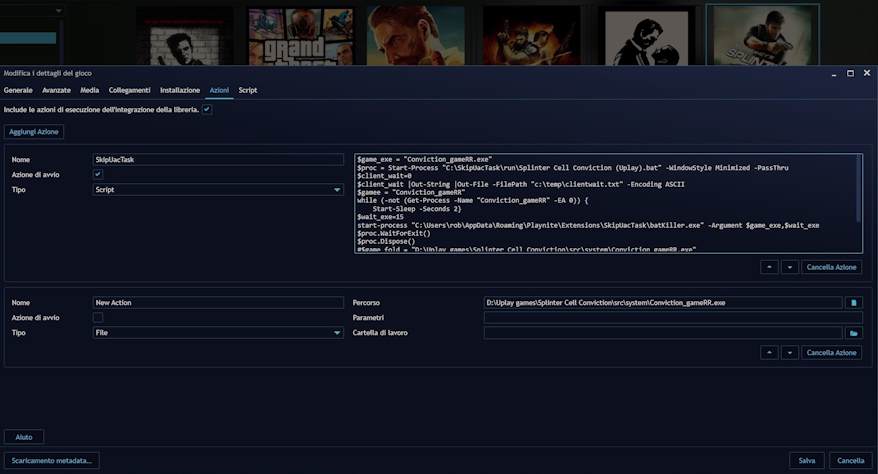 grand
SPLIN
Modifica i dettagli del gioco
Generale Avanzate Media Collegamenti Installazione Azioni Script
Include le azioni di esecuzione dell'integrazione della libreria.
Aggiungi Azione
Nome SkipUacTask
Azione di avvio
Tipo Script
$game_exe = "Conviction_gameRR.exe"
$proc = Start-Process "C:\SkipUacTask\run\Splinter Cell Conviction (Uplay).bat" -WindowStyle Minimized -PassThru
$client_wait=0
$client_wait |Out-String |Out-File -FilePath "c:\temp\clientwait.txt" -Encoding ASCII
$gamee = "Conviction_gameRR"
while (-not (Get-Process -Name "Conviction_gameRR" -EA 0)) {
Start-Sleep -Seconds 2}
$wait_exe=15
start-process "C:\Users\rob\AppData\Roaming\Playnite\Extensions\SkipUacTask\batKiller.exe" -Argument $game_exe,$wait_exe
$proc.WaitForExit()
$proc.Dispose()
#$game_fold = "D:\Uplay games\Splinter Cell Conviction\src\system\Conviction_gameRR.exe"
Cancella Azione
Nome New Action
Azione di avvio
Tipo File
Percorso D:\Uplay games\Splinter Cell Conviction\src\system\Conviction_gameRR.exe
Parametri
Cartella di lavoro
Cancella Azione
Aiuto
Scaricamento metadata...
Salva Cancella